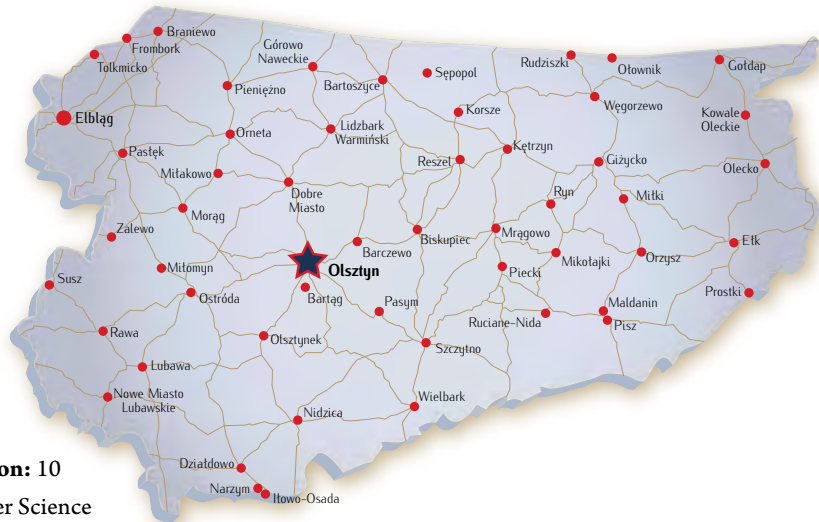 Braniewo
Frombork
Tolkmicko
Górowo
Naweckie
Rudziszki
Ołownik
Gołdap
Sępopol
Pieniężno
Bartoszyce
Węgorzewo
Elbląg
Korsze
Kowale
Oleckie
Orneta
Lidzbark
Warmiński
Pasłęk
Reszel
Kętrzyn
Giżycko
Olecko
Miłakowo
Dobre
Miasto
Ryn
Miłki
Morąg
Zalewo
Barczewo
Biskupiec
Mrągowo
Mikołajki
Orzysz
Ełk
Miłomyn
Olsztyn
Piecki
Susz
Ostróda
Bartąg
Pasym
Prostki
Ruciane-Nida
Maldanin
Pisz
Rawa
Olsztynek
Szczytno
Lubawa
Nowe Miasto
Lubawskie
Wielbark
Nidzica
Działdowo
Narzym
Iłowo-Osada
on: 10
er Science